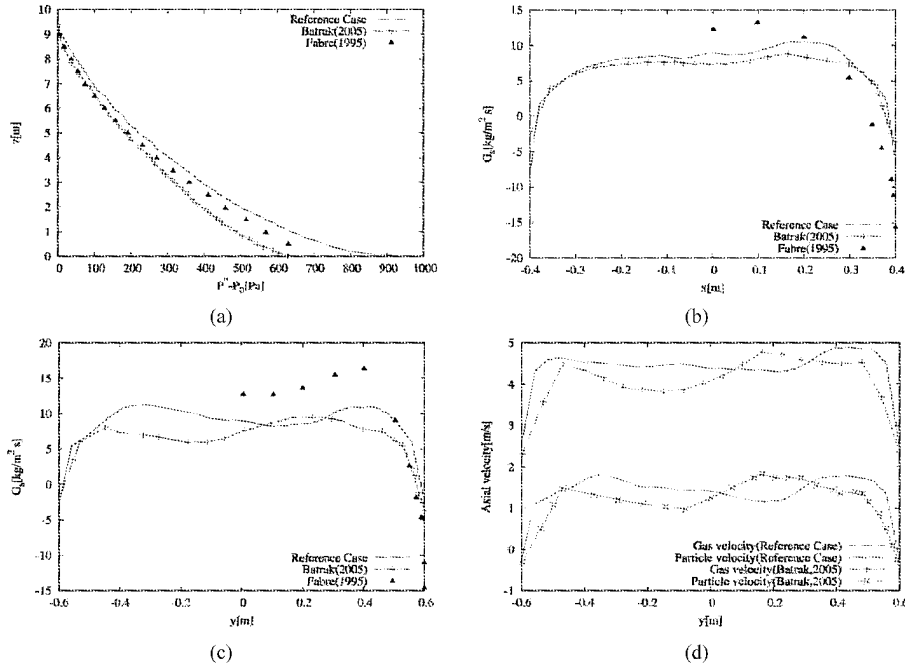 Reference Case
Batrak(2005)
Fabre(1995)
z[m]
10
9
8
7
6
5
4
3
2
1
0
0 100 200 300 400 500 600 700 800 900 1000
(a)
Reference Case
Batrak(2005)
Fabre(1995)
Gs[kg/m² s]
15
10
5
0
-5
-10
-15
-20
-0.4 -0.3 -0.2 -0.1 0 0.1 0.2 0.3 0.4
(b)
Reference Case
Batrak(2005)
Fabre(1995)
Gs[kg/m² s]
20
15
10
5
0
-5
-10
-15
-0.6 -0.4 -0.2 0 0.2 0.4 0.6
y[m]
(c)
Gas velocity(Reference Case)
Particle velocity(Reference Case)
Gas velocity(Batrak,2005)
Particle velocity(Batrak,2005)
Axial velocity[m/s]
5
4
3
2
1
0
-1
-0.6 -0.4 -0.2 0 0.2 0.4 0.6
y[m]
(d)